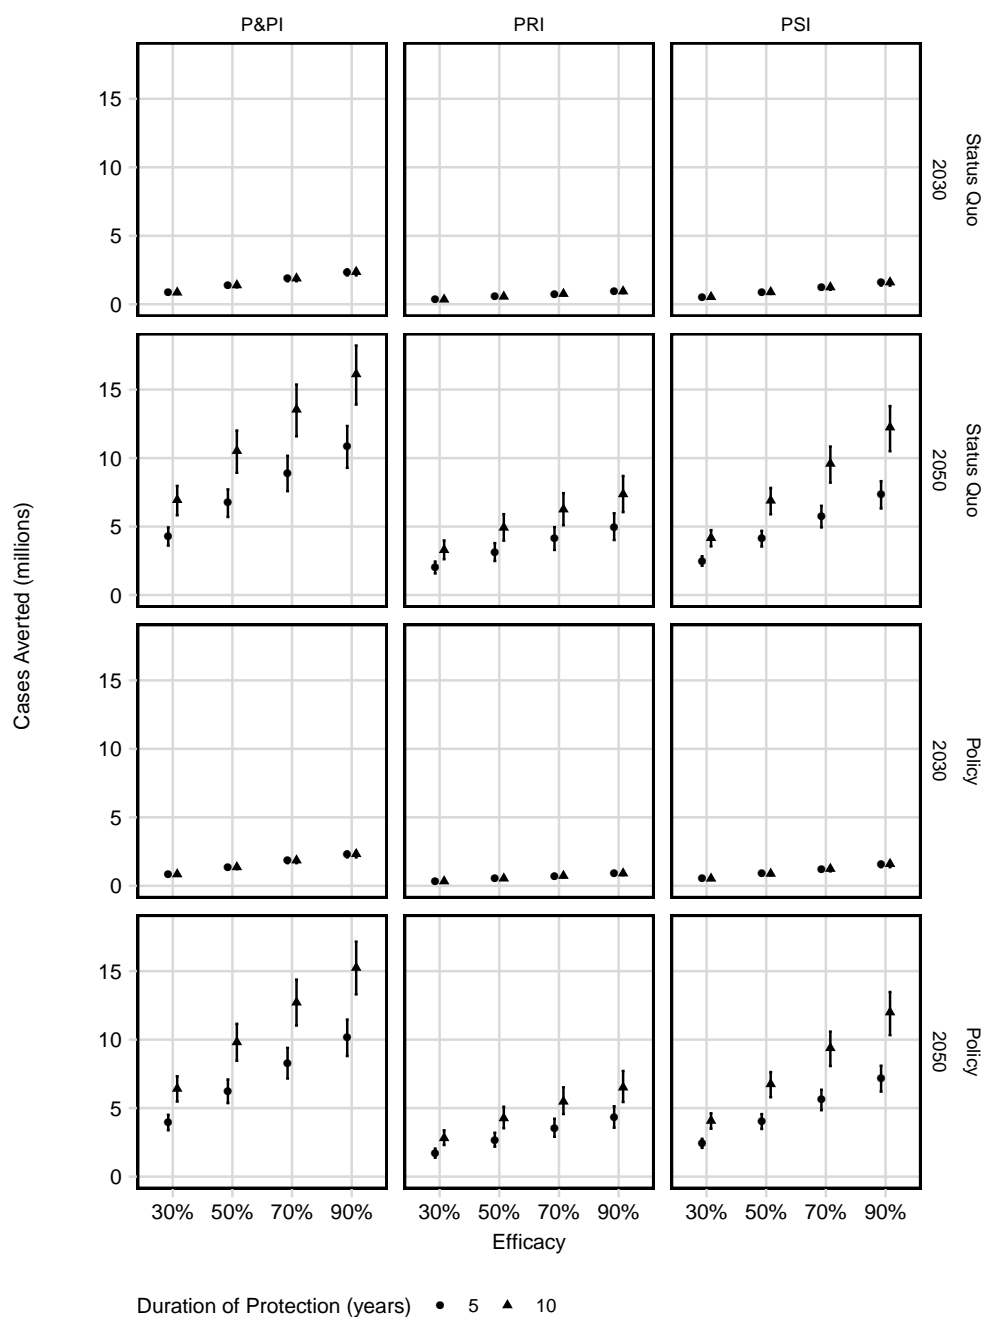 P&PI PRI PSI
15
10
5
0
Status Quo
2030
15
10
5
0
Status Quo
2050
Cases Averted (millions)
15
10
5
0
Policy
2030
15
10
5
0
Policy
2050
30% 50% 70% 90% 30% 50% 70% 90% 30% 50% 70% 90%
Efficacy
Duration of Protection (years) 5 10